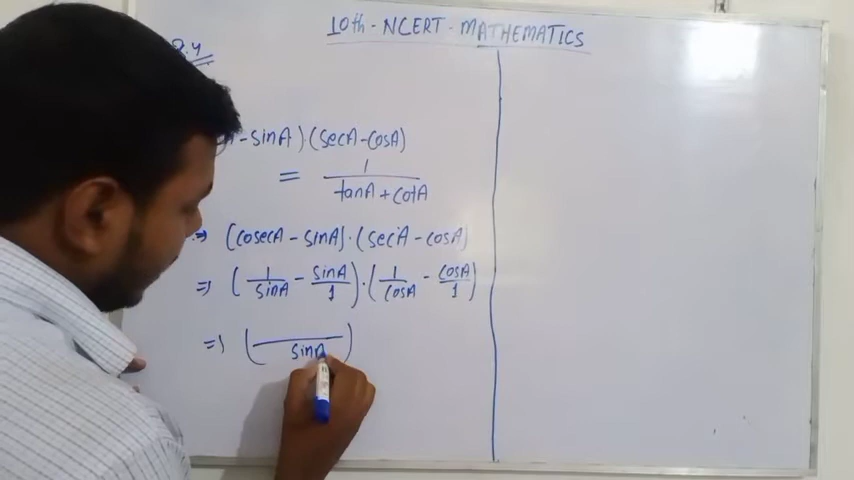 10th - NCERT - MATHEMATICS
Q.4
- sinA) · (secA - cosA)
= 1 / tanA + cotA
∴ ⇒ (cosecA - sinA) · (secA - cosA)
⇒ (1/sinA - sinA/1) · (1/cosA - cosA/1)
⇒ ( / sinA )